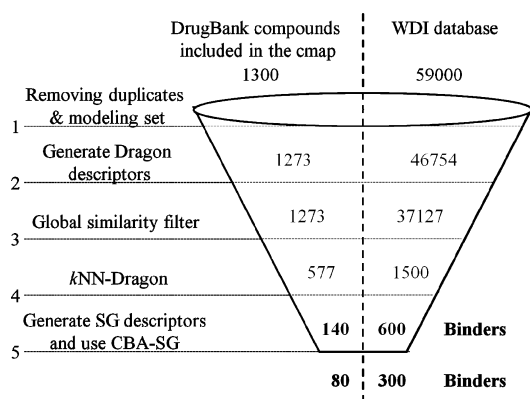 DrugBank compounds included in the cmap
WDI database
1300
59000
Removing duplicates & modeling set
1
Generate Dragon descriptors
1273
46754
2
Global similarity filter
1273
37127
3
kNN-Dragon
577
1500
4
Generate SG descriptors and use CBA-SG
140
600
Binders
5
80
300
Binders